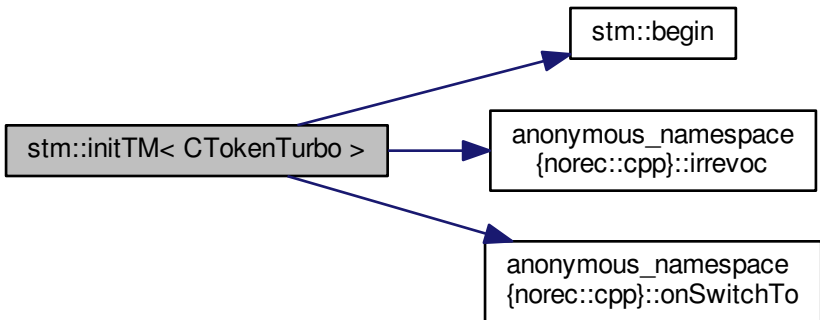 stm::begin
stm::initTM< CTokenTurbo >
anonymous_namespace
{norec::cpp}::irrevoc
anonymous_namespace
{norec::cpp}::onSwitchTo